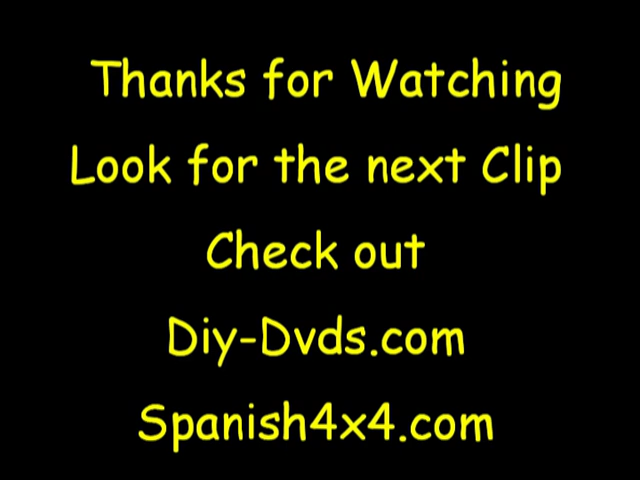 Thanks for Watching
Look for the next Clip
Check out
Diy-Dvds.com
Spanish4x4.com